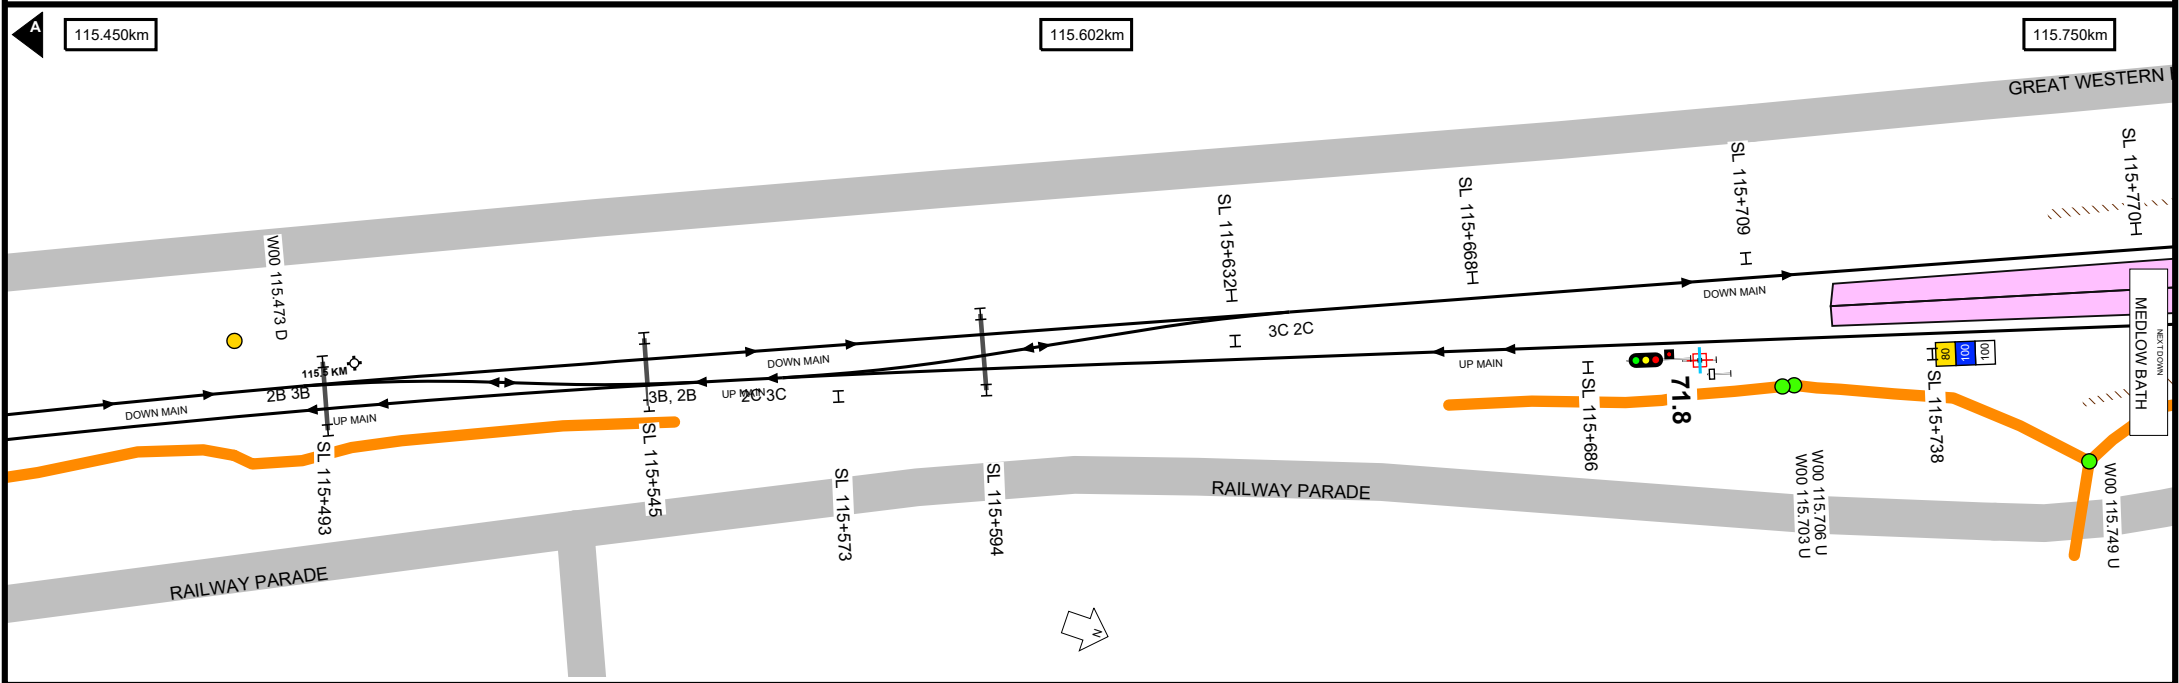 A
115.450km
115.602km
115.750km
GREAT WESTERN
SL 115+770H
SL 115+709
SL 115+668H
SL 115+632H
W00 115.473 D
115.5 KM
2B 3B
DOWN MAIN
UP MAIN
3B, 2B
UP MAIN
2C 3C
DOWN MAIN
3C 2C
DOWN MAIN
UP MAIN
71.8
80
100
100
MEDLOW BATH
NEXT DOWN
SL 115+493
SL 115+545
SL 115+573
SL 115+594
SL 115+686
SL 115+738
W00 115.706 U
W00 115.703 U
W00 115.749 U
RAILWAY PARADE
RAILWAY PARADE
N